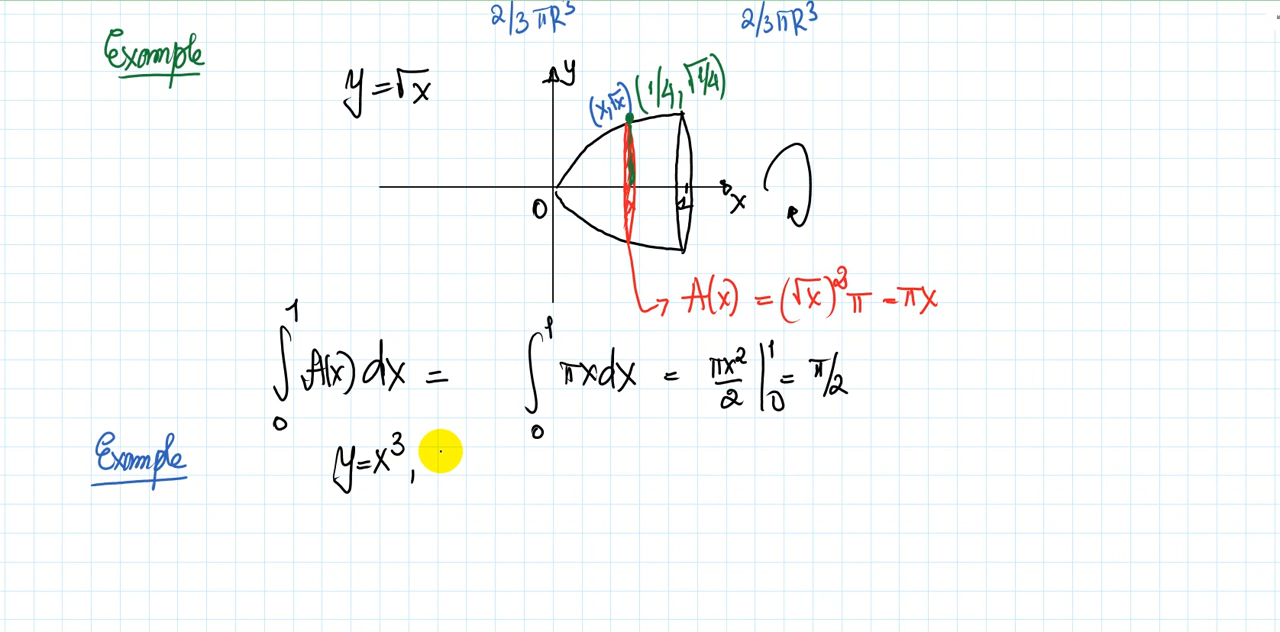 2/3 πR³ 2/3 πR³
Example
y = √x
y
(x,√x) (1/4, √1/4)
0 1 x
→ A(x) = (√x)² π = πx
∫₀¹ A(x) dx = ∫₀¹ πx dx = πx²/2 |₀¹ = π/2
Example y = x³,